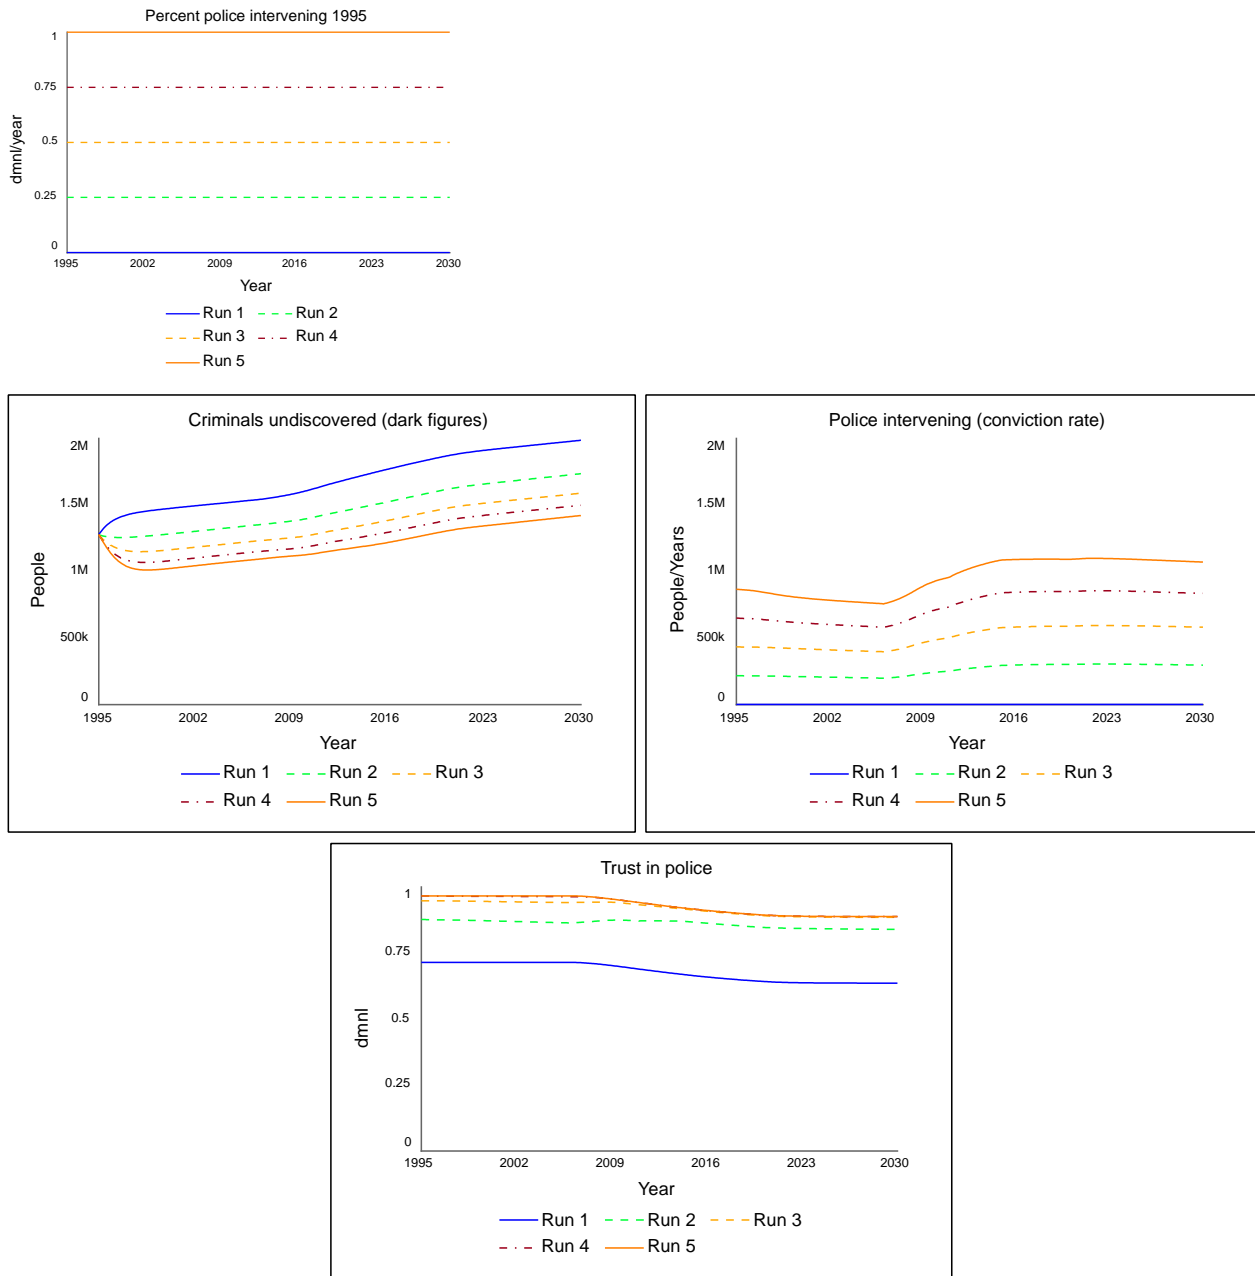 Percent police intervening 1995
1
0.75
0.5
0.25
0
dmnl/year
1995 2002 2009 2016 2023 2030
Year
Run 1 Run 2
Run 3 Run 4
Run 5
Criminals undiscovered (dark figures)
2M
1.5M
1M
500k
0
People
1995 2002 2009 2016 2023 2030
Year
Run 1 Run 2 Run 3
Run 4 Run 5
Police intervening (conviction rate)
2M
1.5M
1M
500k
0
People/Years
1995 2002 2009 2016 2023 2030
Year
Run 1 Run 2 Run 3
Run 4 Run 5
Trust in police
1
0.75
0.5
0.25
0
dmnl
1995 2002 2009 2016 2023 2030
Year
Run 1 Run 2 Run 3
Run 4 Run 5